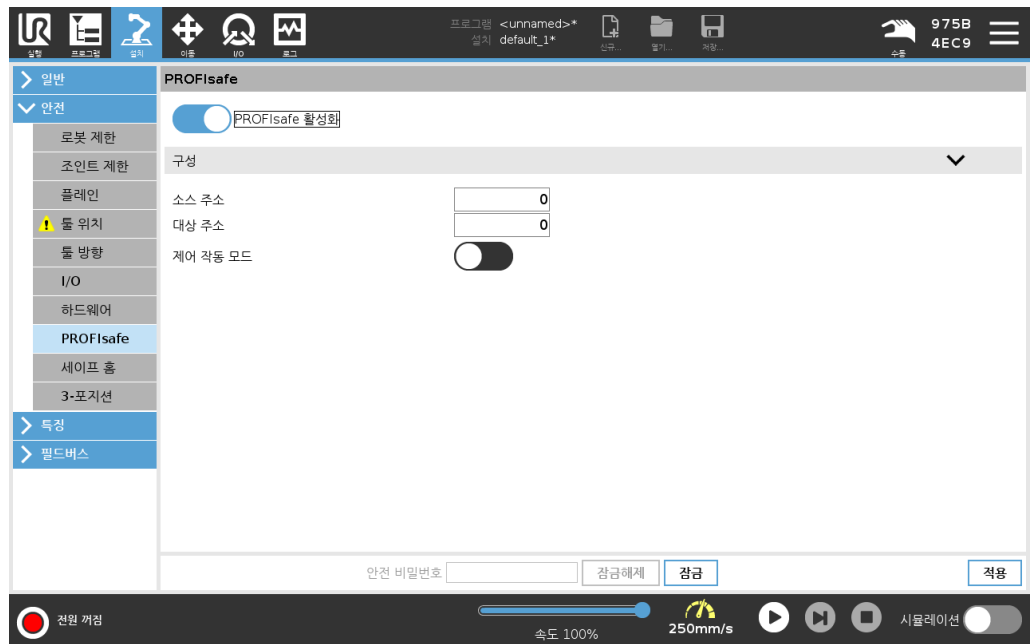 UR
실행
프로그램
설치
이동
I/O
로그
프로그램 <unnamed>*
설치 default_1*
신규...
열기...
저장...
수동
975B
4EC9
일반
안전
로봇 제한
조인트 제한
플레인
툴 위치
툴 방향
I/O
하드웨어
PROFIsafe
세이프 홈
3-포지션
특징
필드버스
PROFIsafe
PROFIsafe 활성화
구성
소스 주소 0
대상 주소 0
제어 작동 모드
안전 비밀번호 잠금해제 잠금 적용
전원 꺼짐
속도 100%
250mm/s
시뮬레이션